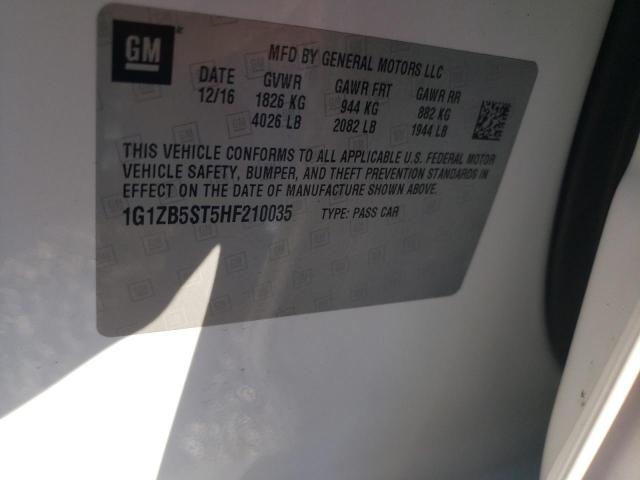 GM
MFD BY GENERAL MOTORS LLC
DATE GVWR GAWR FRT GAWR RR
12/16 1826 KG 944 KG 882 KG
4026 LB 2082 LB 1944 LB
THIS VEHICLE CONFORMS TO ALL APPLICABLE U.S. FEDERAL MOTOR
VEHICLE SAFETY, BUMPER, AND THEFT PREVENTION STANDARDS IN
EFFECT ON THE DATE OF MANUFACTURE SHOWN ABOVE.
1G1ZB5ST5HF210035 TYPE: PASS CAR